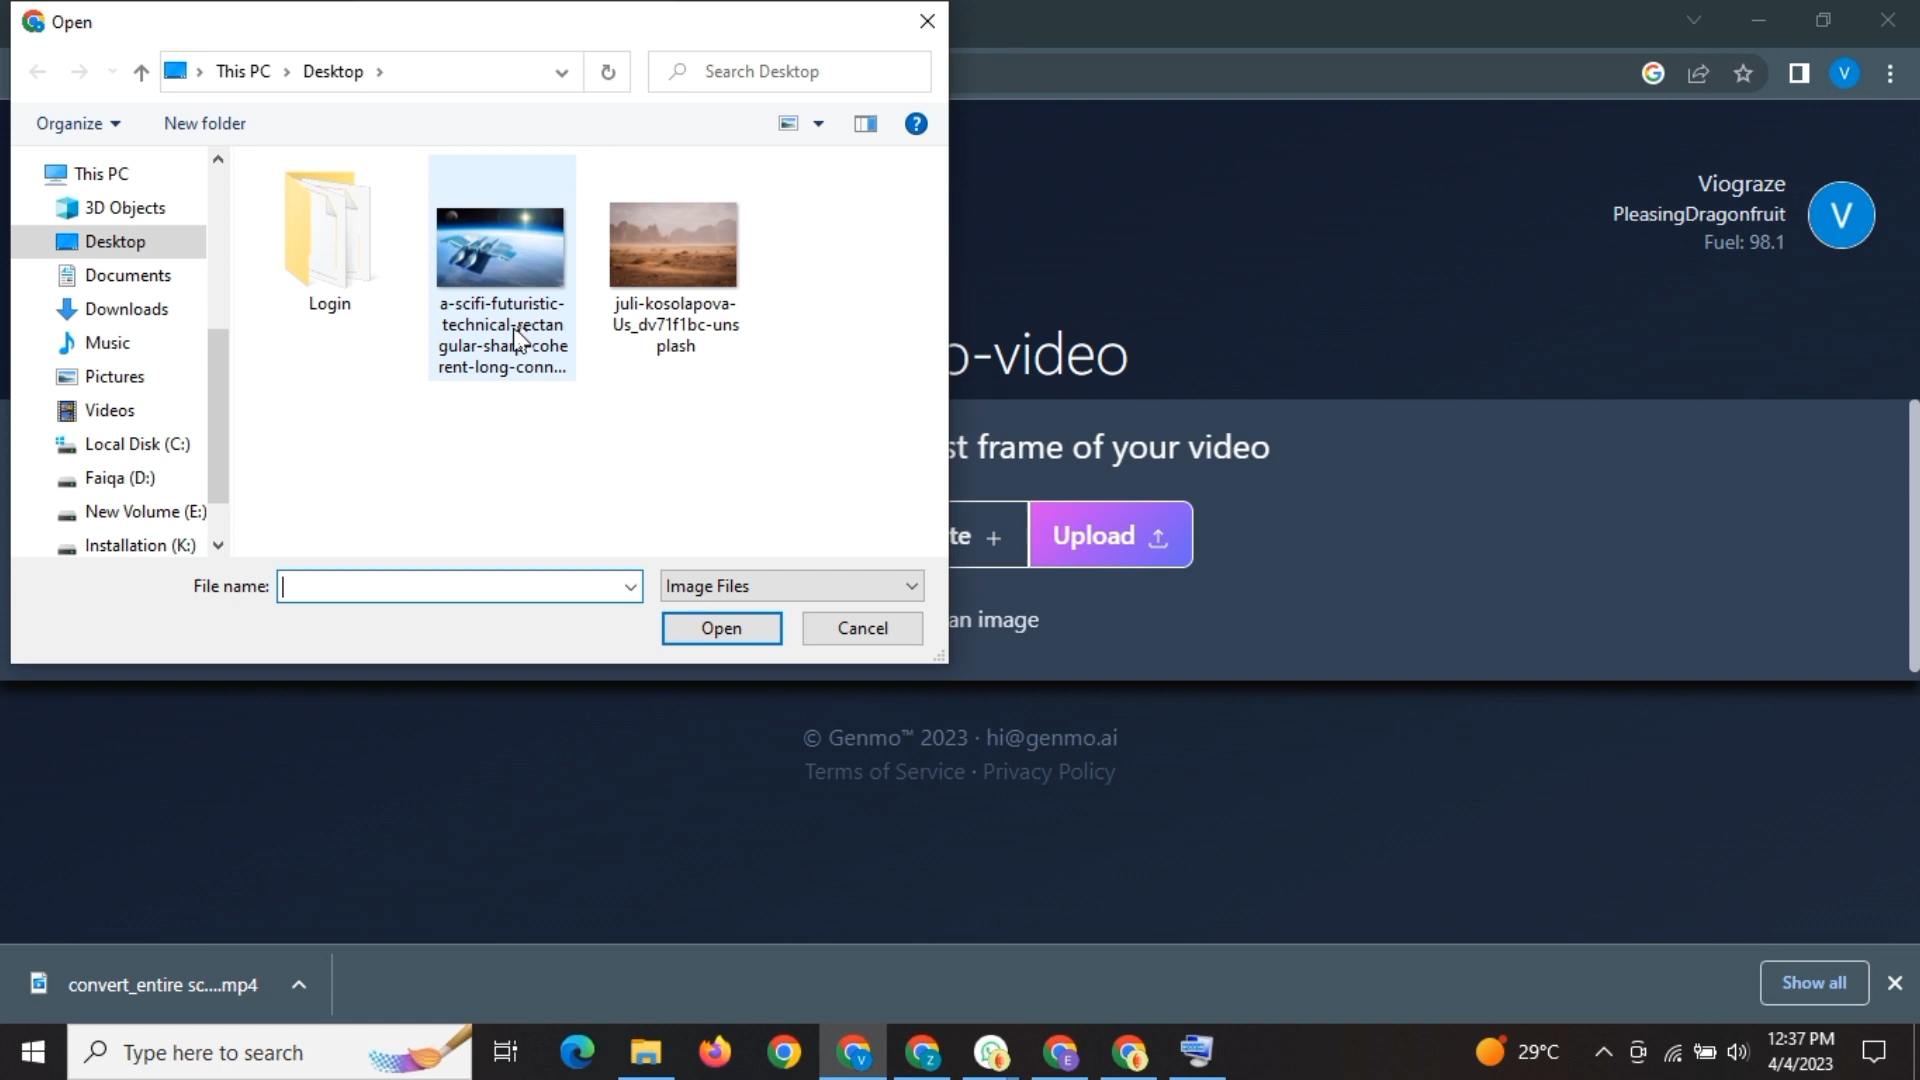 Open
This PC
Desktop
Search Desktop
Organize
New folder
This PC
3D Objects
Desktop
Documents
Downloads
Music
Pictures
Videos
Local Disk (C:)
Faiqa (D:)
New Volume (E:)
Installation (K:)
Login
a-scifi-futuristic-
technical-rectan
gular-sharp-cohe
rent-long-conn...
juli-kosolapova-
Us_dv71f1bc-uns
plash
File name:
Image Files
Open
Cancel
V
Viograze
PleasingDragonfruit
Fuel: 98.1
V
o-video
st frame of your video
te +
Upload
an image
© Genmo™ 2023 · hi@genmo.ai
Terms of Service · Privacy Policy
convert_entire sc....mp4
Show all
Type here to search
V
Z
E
29°C
12:37 PM
4/4/2023